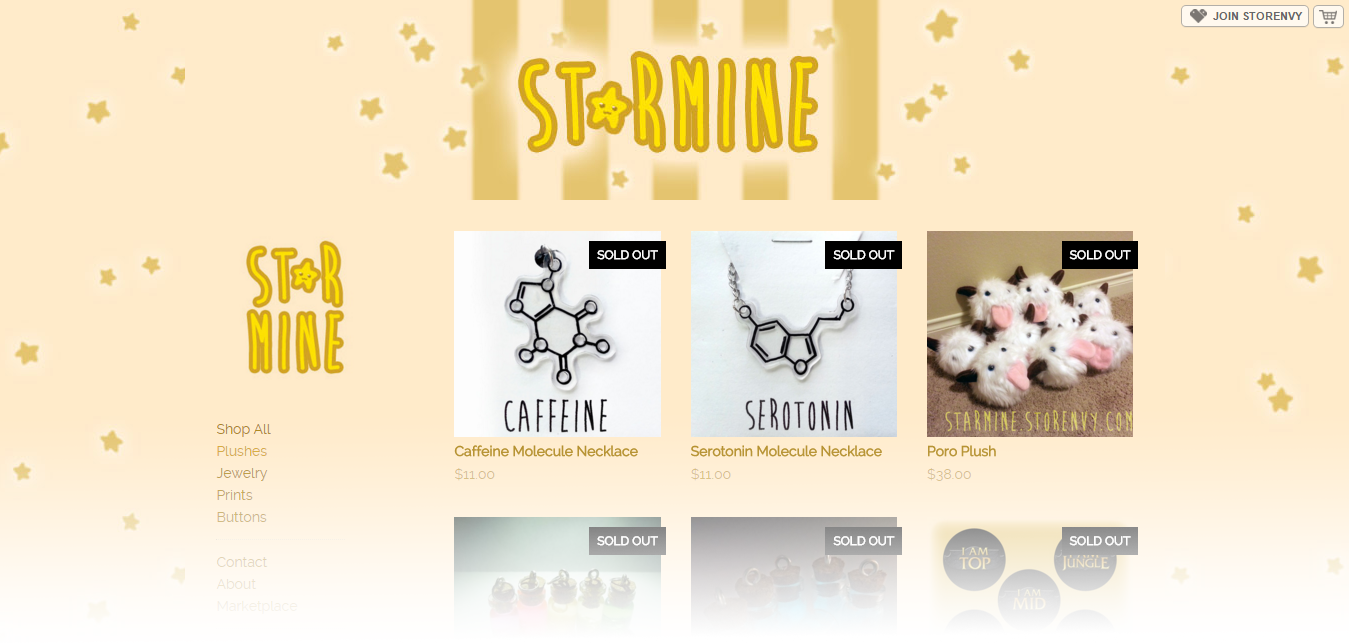 JOIN STORENVY
STARMINE
STAR
MINE
Shop All
Plushes
Jewelry
Prints
Buttons
Contact
About
Marketplace
SOLD OUT
CAFFEINE
Caffeine Molecule Necklace
$11.00
SOLD OUT
SEROTONIN
Serotonin Molecule Necklace
$11.00
SOLD OUT
STARMINE.STORENVY.COM
Poro Plush
$38.00
SOLD OUT
SOLD OUT
SOLD OUT
I AM
TOP
JUNGLE
I AM
MID